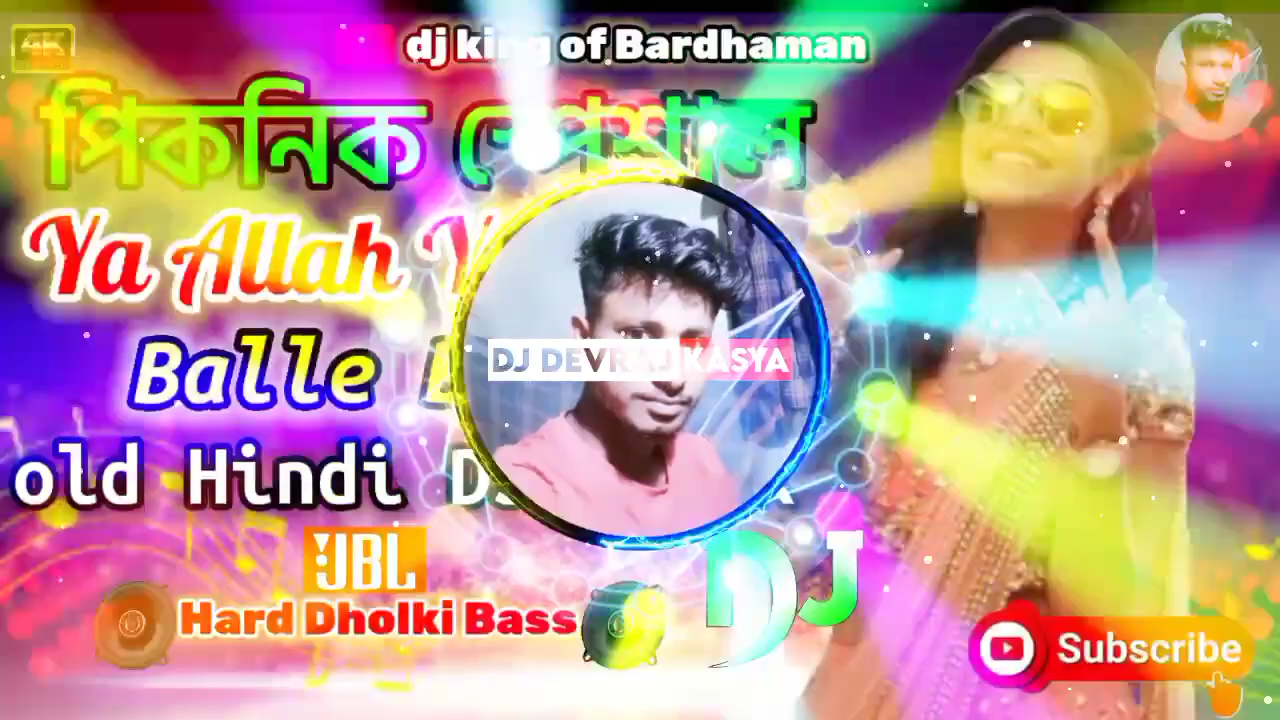 4K
dj king of Bardhaman
পিকনিক স্পেশাল
Ya Allah
Balle
DJ DEVRAJ KASYA
old Hindi
JBL
Hard Dholki Bass
DJ
Subscribe